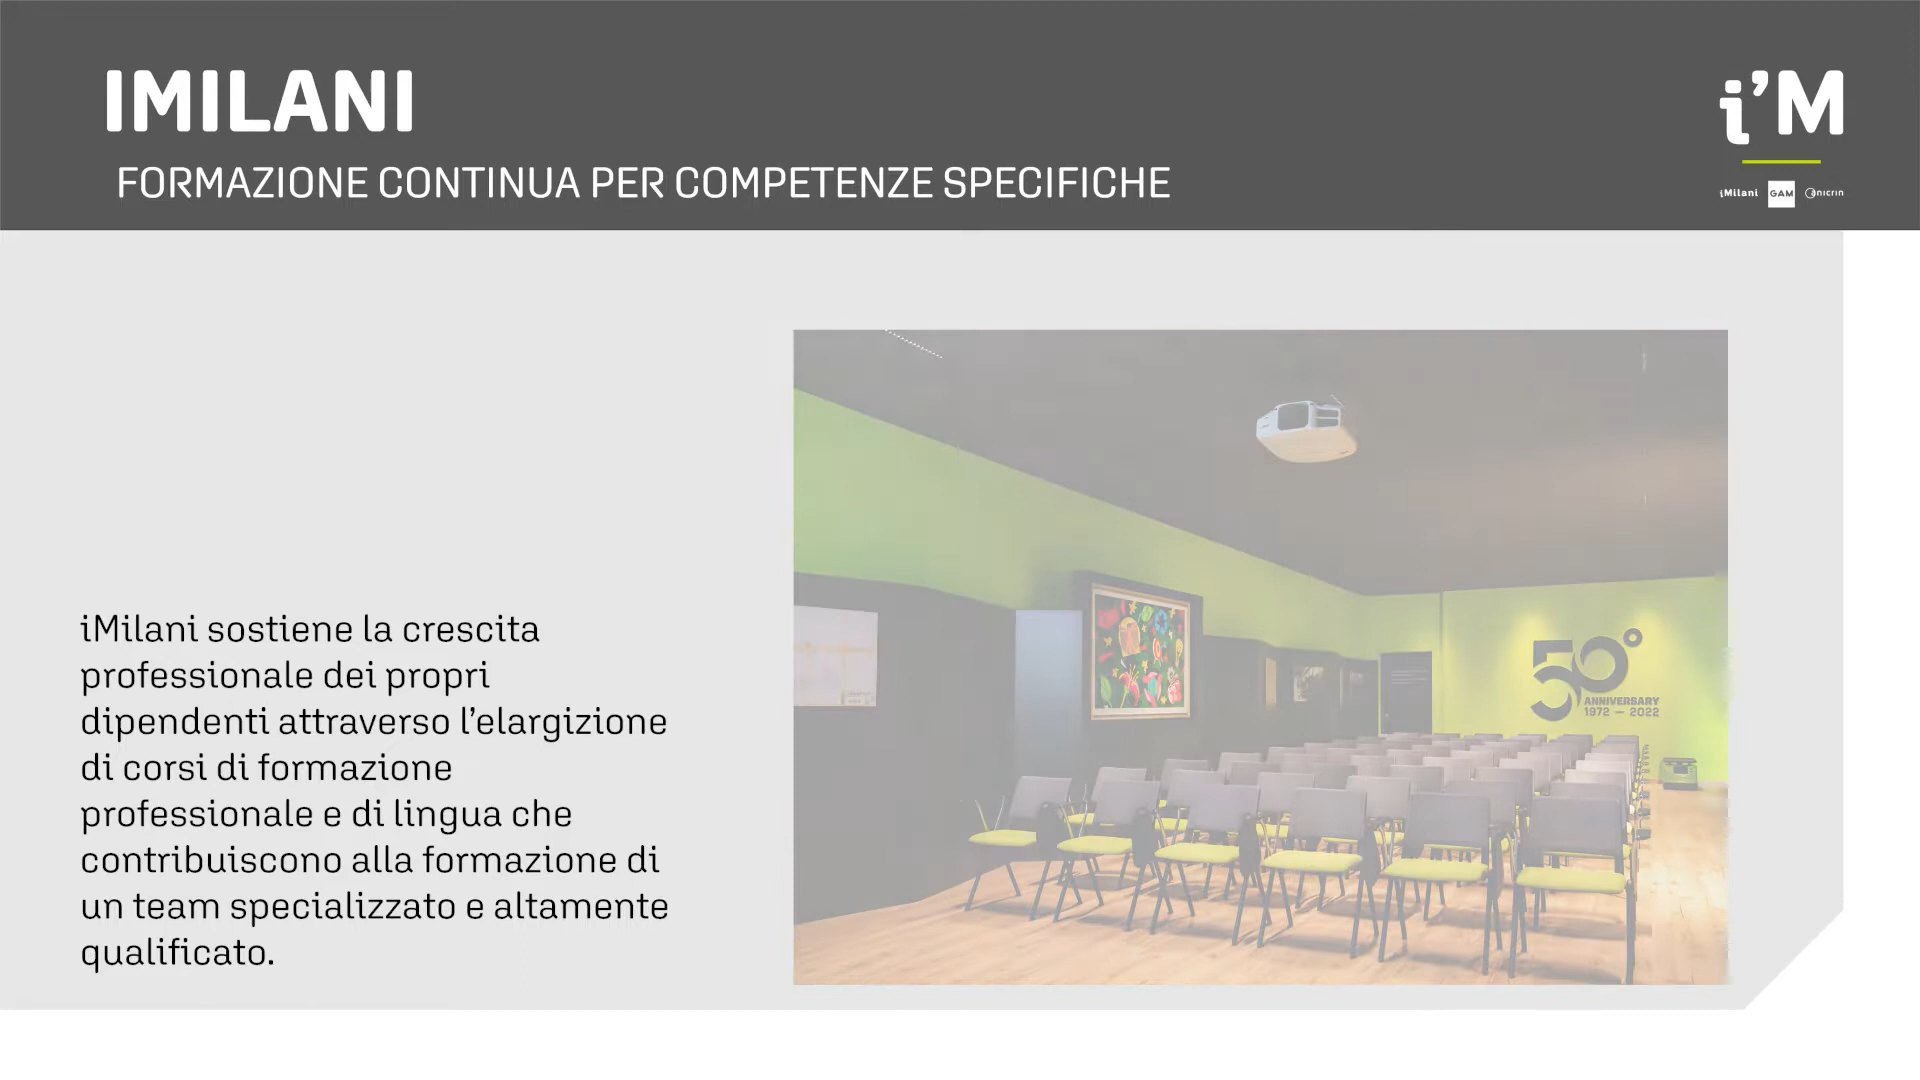 IMILANI
FORMAZIONE CONTINUA PER COMPETENZE SPECIFICHE
i’M
iMilani GAM Onicrin
iMilani sostiene la crescita
professionale dei propri
dipendenti attraverso l’elargizione
di corsi di formazione
professionale e di lingua che
contribuiscono alla formazione di
un team specializzato e altamente
qualificato.
50°
ANNIVERSARY
1972 — 2022